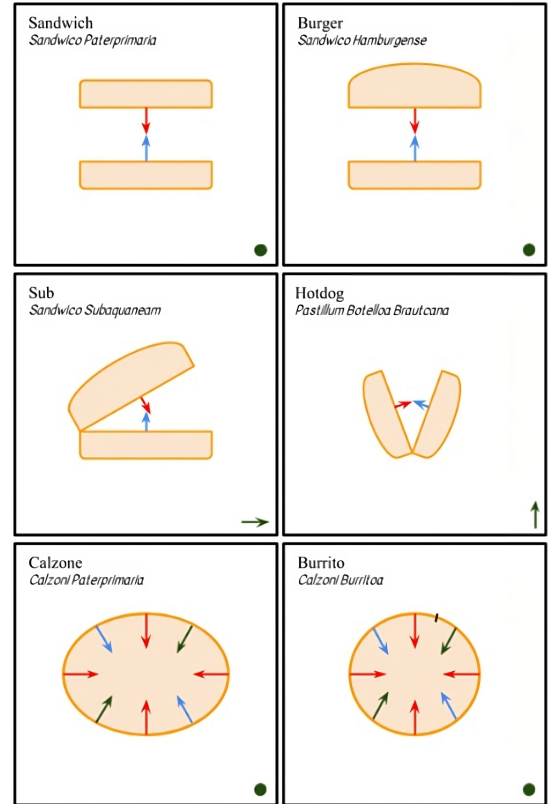 Sandwich
Sandwico Paterprimaria
Burger
Sandwico Hamburgense
Sub
Sandwico Subaquaneam
Hotdog
Pastillum Botelloa Brautcana
Calzone
Calzoni Paterprimaria
Burrito
Calzoni Burritoa